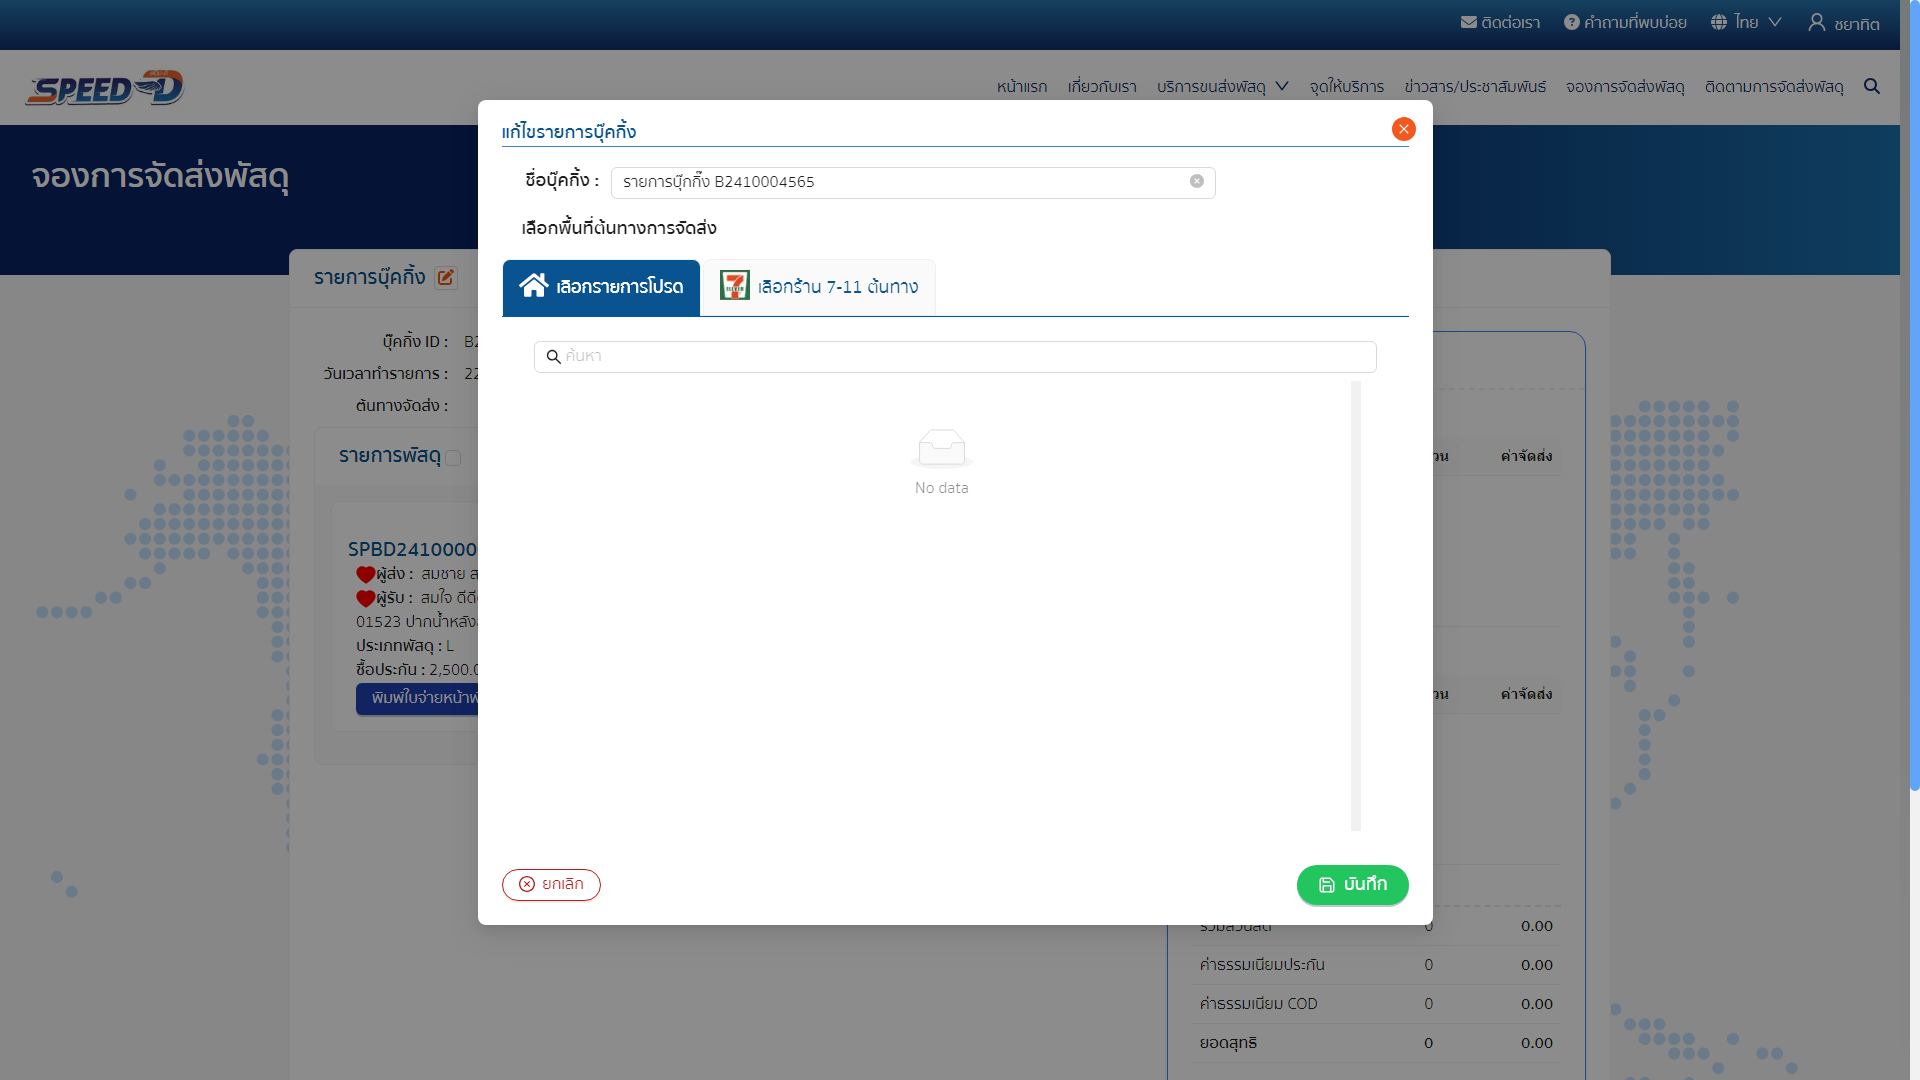 ติดต่อเรา
คำถามที่พบบ่อย
ไทย
ชยาทิต
SPEED-D
หน้าแรก
เกี่ยวกับเรา
บริการขนส่งพัสดุ
จุดให้บริการ
ข่าวสาร/ประชาสัมพันธ์
จองการจัดส่งพัสดุ
ติดตามการจัดส่งพัสดุ
จองการจัดส่งพัสดุ
แก้ไขรายการบุ๊คกิ้ง
ชื่อบุ๊คกิ้ง :
รายการบุ๊กกิ๊ง B2410004565
เลือกพื้นที่ต้นทางการจัดส่ง
เลือกรายการโปรด
7 ELEVEN
เลือกร้าน 7-11 ต้นทาง
ค้นหา
No data
ยกเลิก
บันทึก
รายการบุ๊คกิ้ง
บุ๊คกิ้ง ID :
วันเวลาทำรายการ : 22
ต้นทางจัดส่ง :
รายการพัสดุ
SPBD2410000
ผู้ส่ง : สมชาย
ผู้รับ : สมใจ
01523 ปากน้ำหลัง
ประเภทพัสดุ : L
ซื้อประกัน : 2,500.0
พิมพ์ใบจ่ายหน้า
ค่าจัดส่ง
ค่าจัดส่ง
รวมส่วนลด 0 0.00
ค่าธรรมเนียมประกัน 0 0.00
ค่าธรรมเนียม COD 0 0.00
ยอดสุทธิ 0 0.00